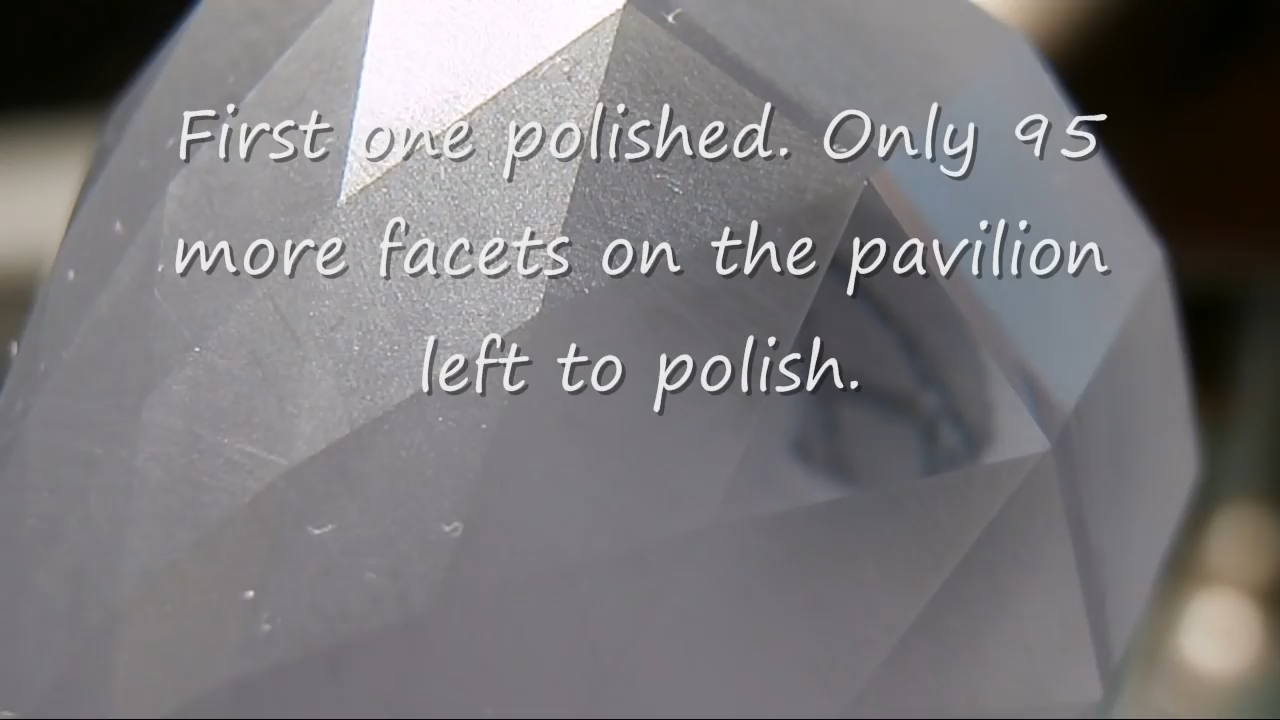 First one polished. Only 95
more facets on the pavilion
left to polish.